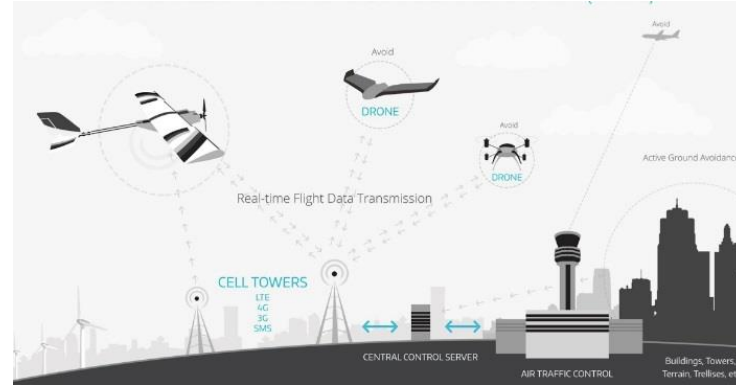 Avoid
Avoid
DRONE
Avoid
DRONE
Active Ground Avoidance
Real-time Flight Data Transmission
CELL TOWERS
LTE
4G
3G
SMS
CENTRAL CONTROL SERVER
AIR TRAFFIC CONTROL
Buildings, Towers,
Terrain, Trellises, et